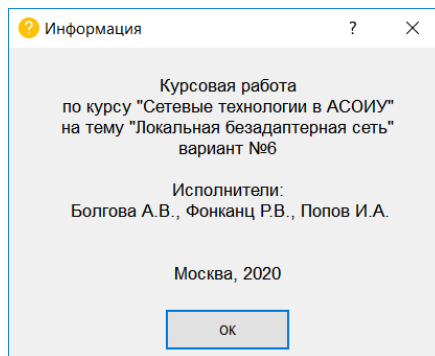 Информация
Курсовая работа
по курсу "Сетевые технологии в АСОИУ"
на тему "Локальная безадаптерная сеть"
вариант №6
Исполнители:
Болгова А.В., Фонканц Р.В., Попов И.А.
Москва, 2020
ОК